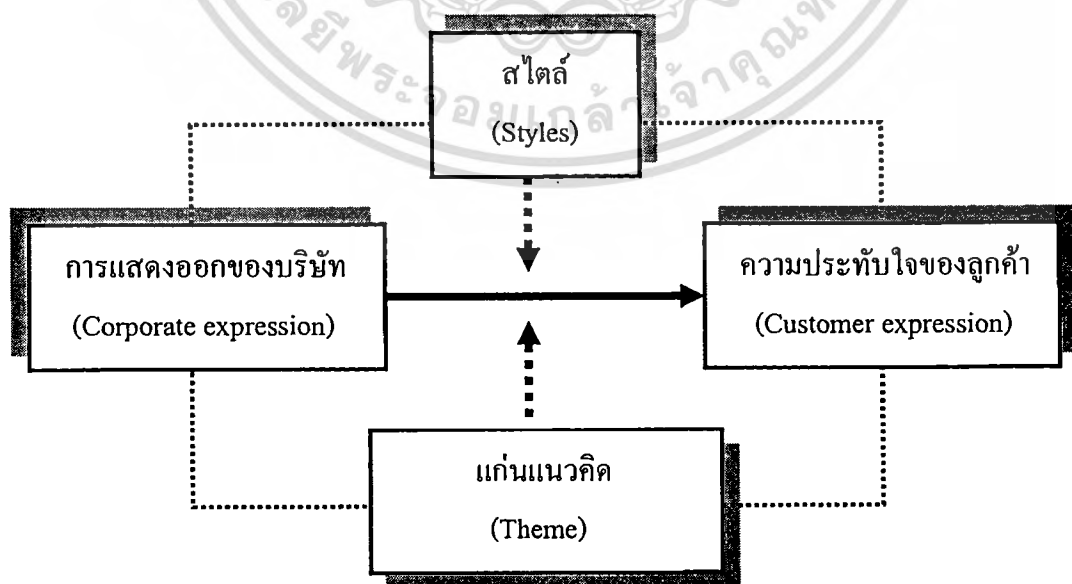 สไตล์
(Styles)
การแสดงออกของบริษัท
(Corporate expression)
ความประทับใจของลูกค้า
(Customer expression)
แก่นแนวคิด
(Theme)